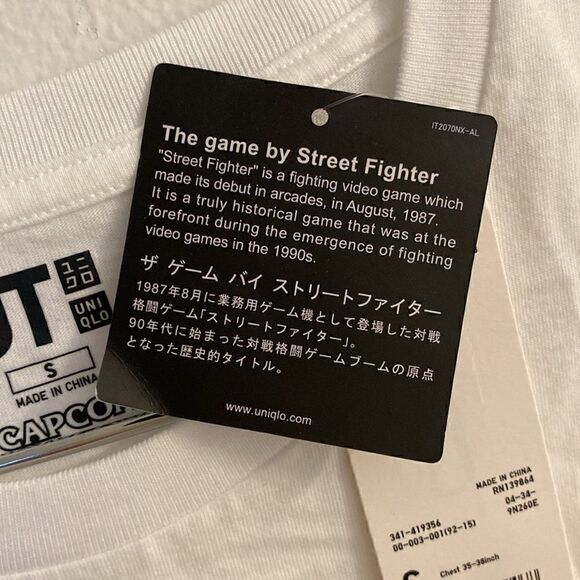 IT2070NX-AL
The game by Street Fighter
"Street Fighter" is a fighting video game which
made its debut in arcades, in August, 1987.
It is a truly historical game that was at the
forefront during the emergence of fighting
video games in the 1990s.
ザ ゲーム バイ ストリートファイター
1987年8月に業務用ゲーム機として登場した対戦
格闘ゲーム「ストリートファイター」。
90年代に始まった対戦格闘ゲームブームの原点
となった歴史的タイトル。
www.uniqlo.com
UT
ユニ
クロ
UNI
QLO
S
MADE IN CHINA
CAPCOM
MADE IN CHINA
RN139864
04-34-
9N260E
341-419356
00-003-001(92-15)
Chest 35-38inch